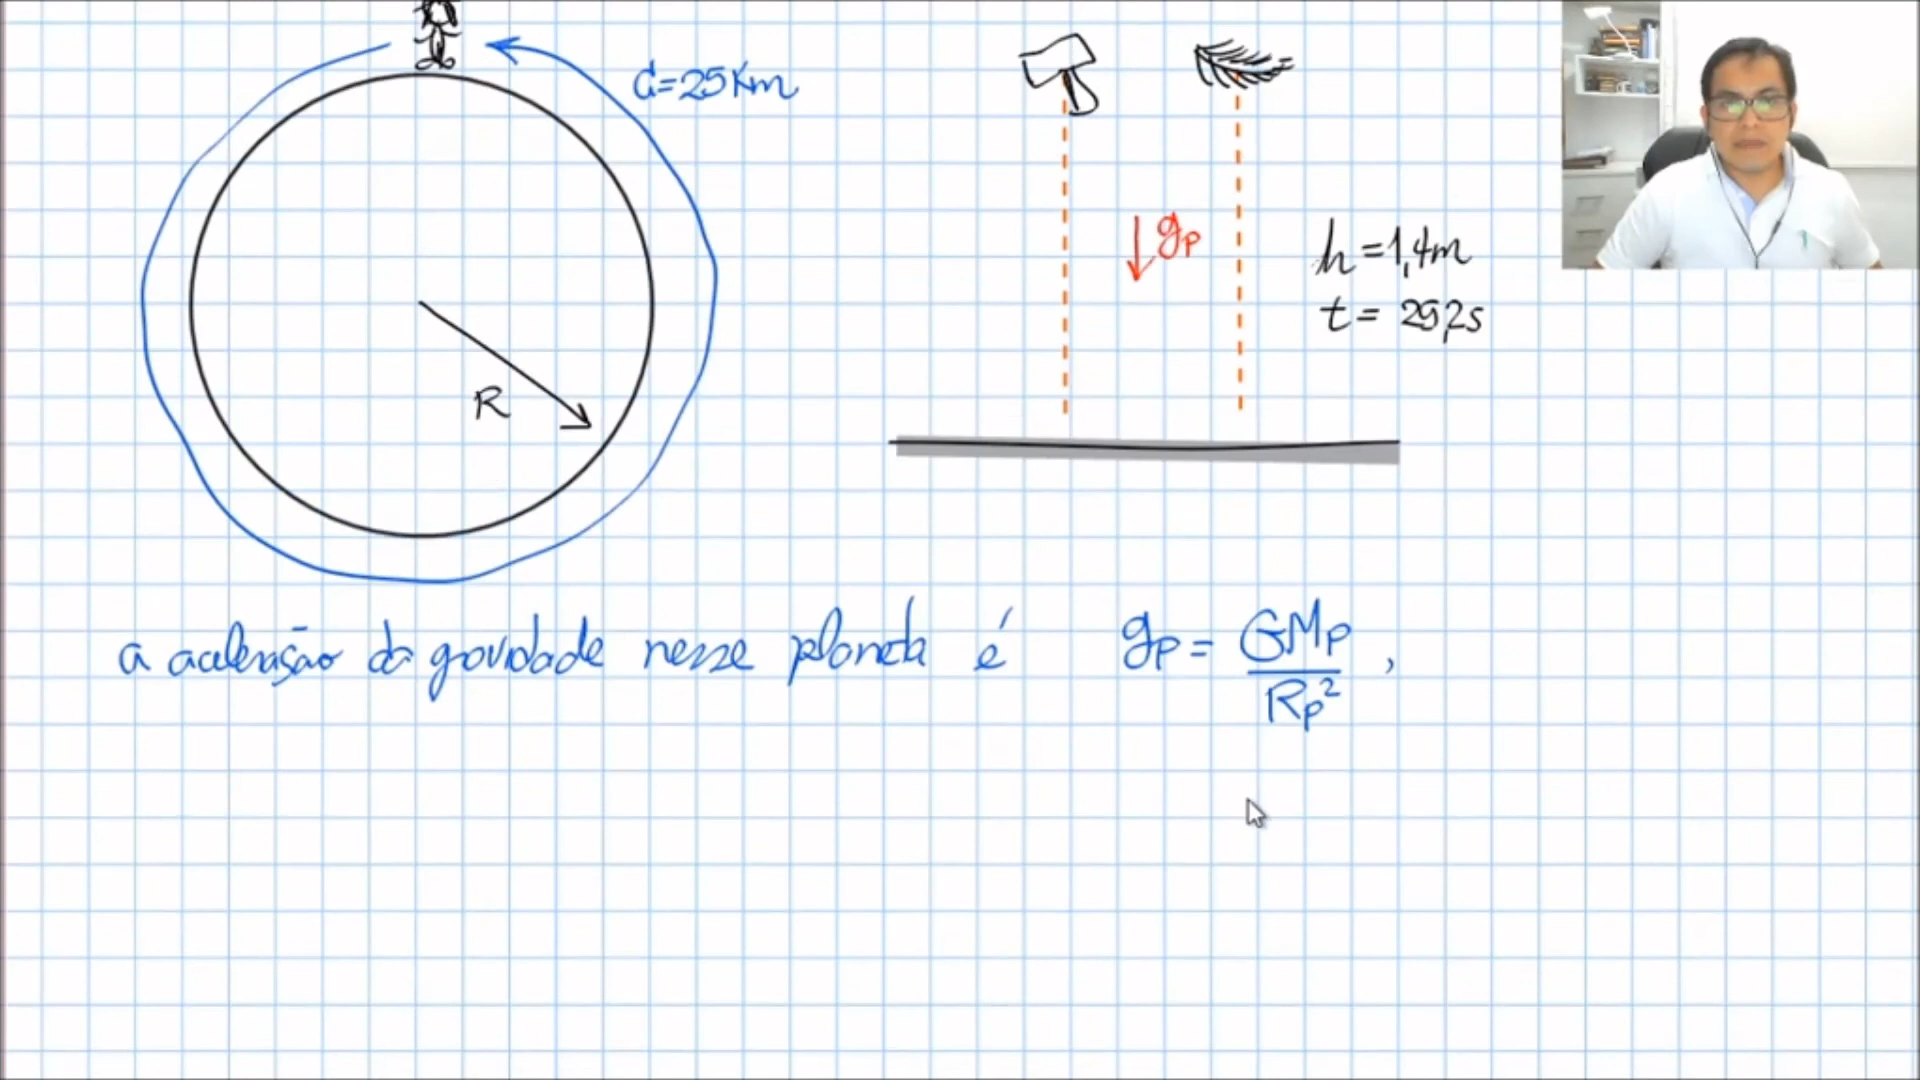 C=25Km
gp
h=1,4m
t= 29,2s
R
a aceleração da gravidade nesse planeta é gp= GMp/Rp²,